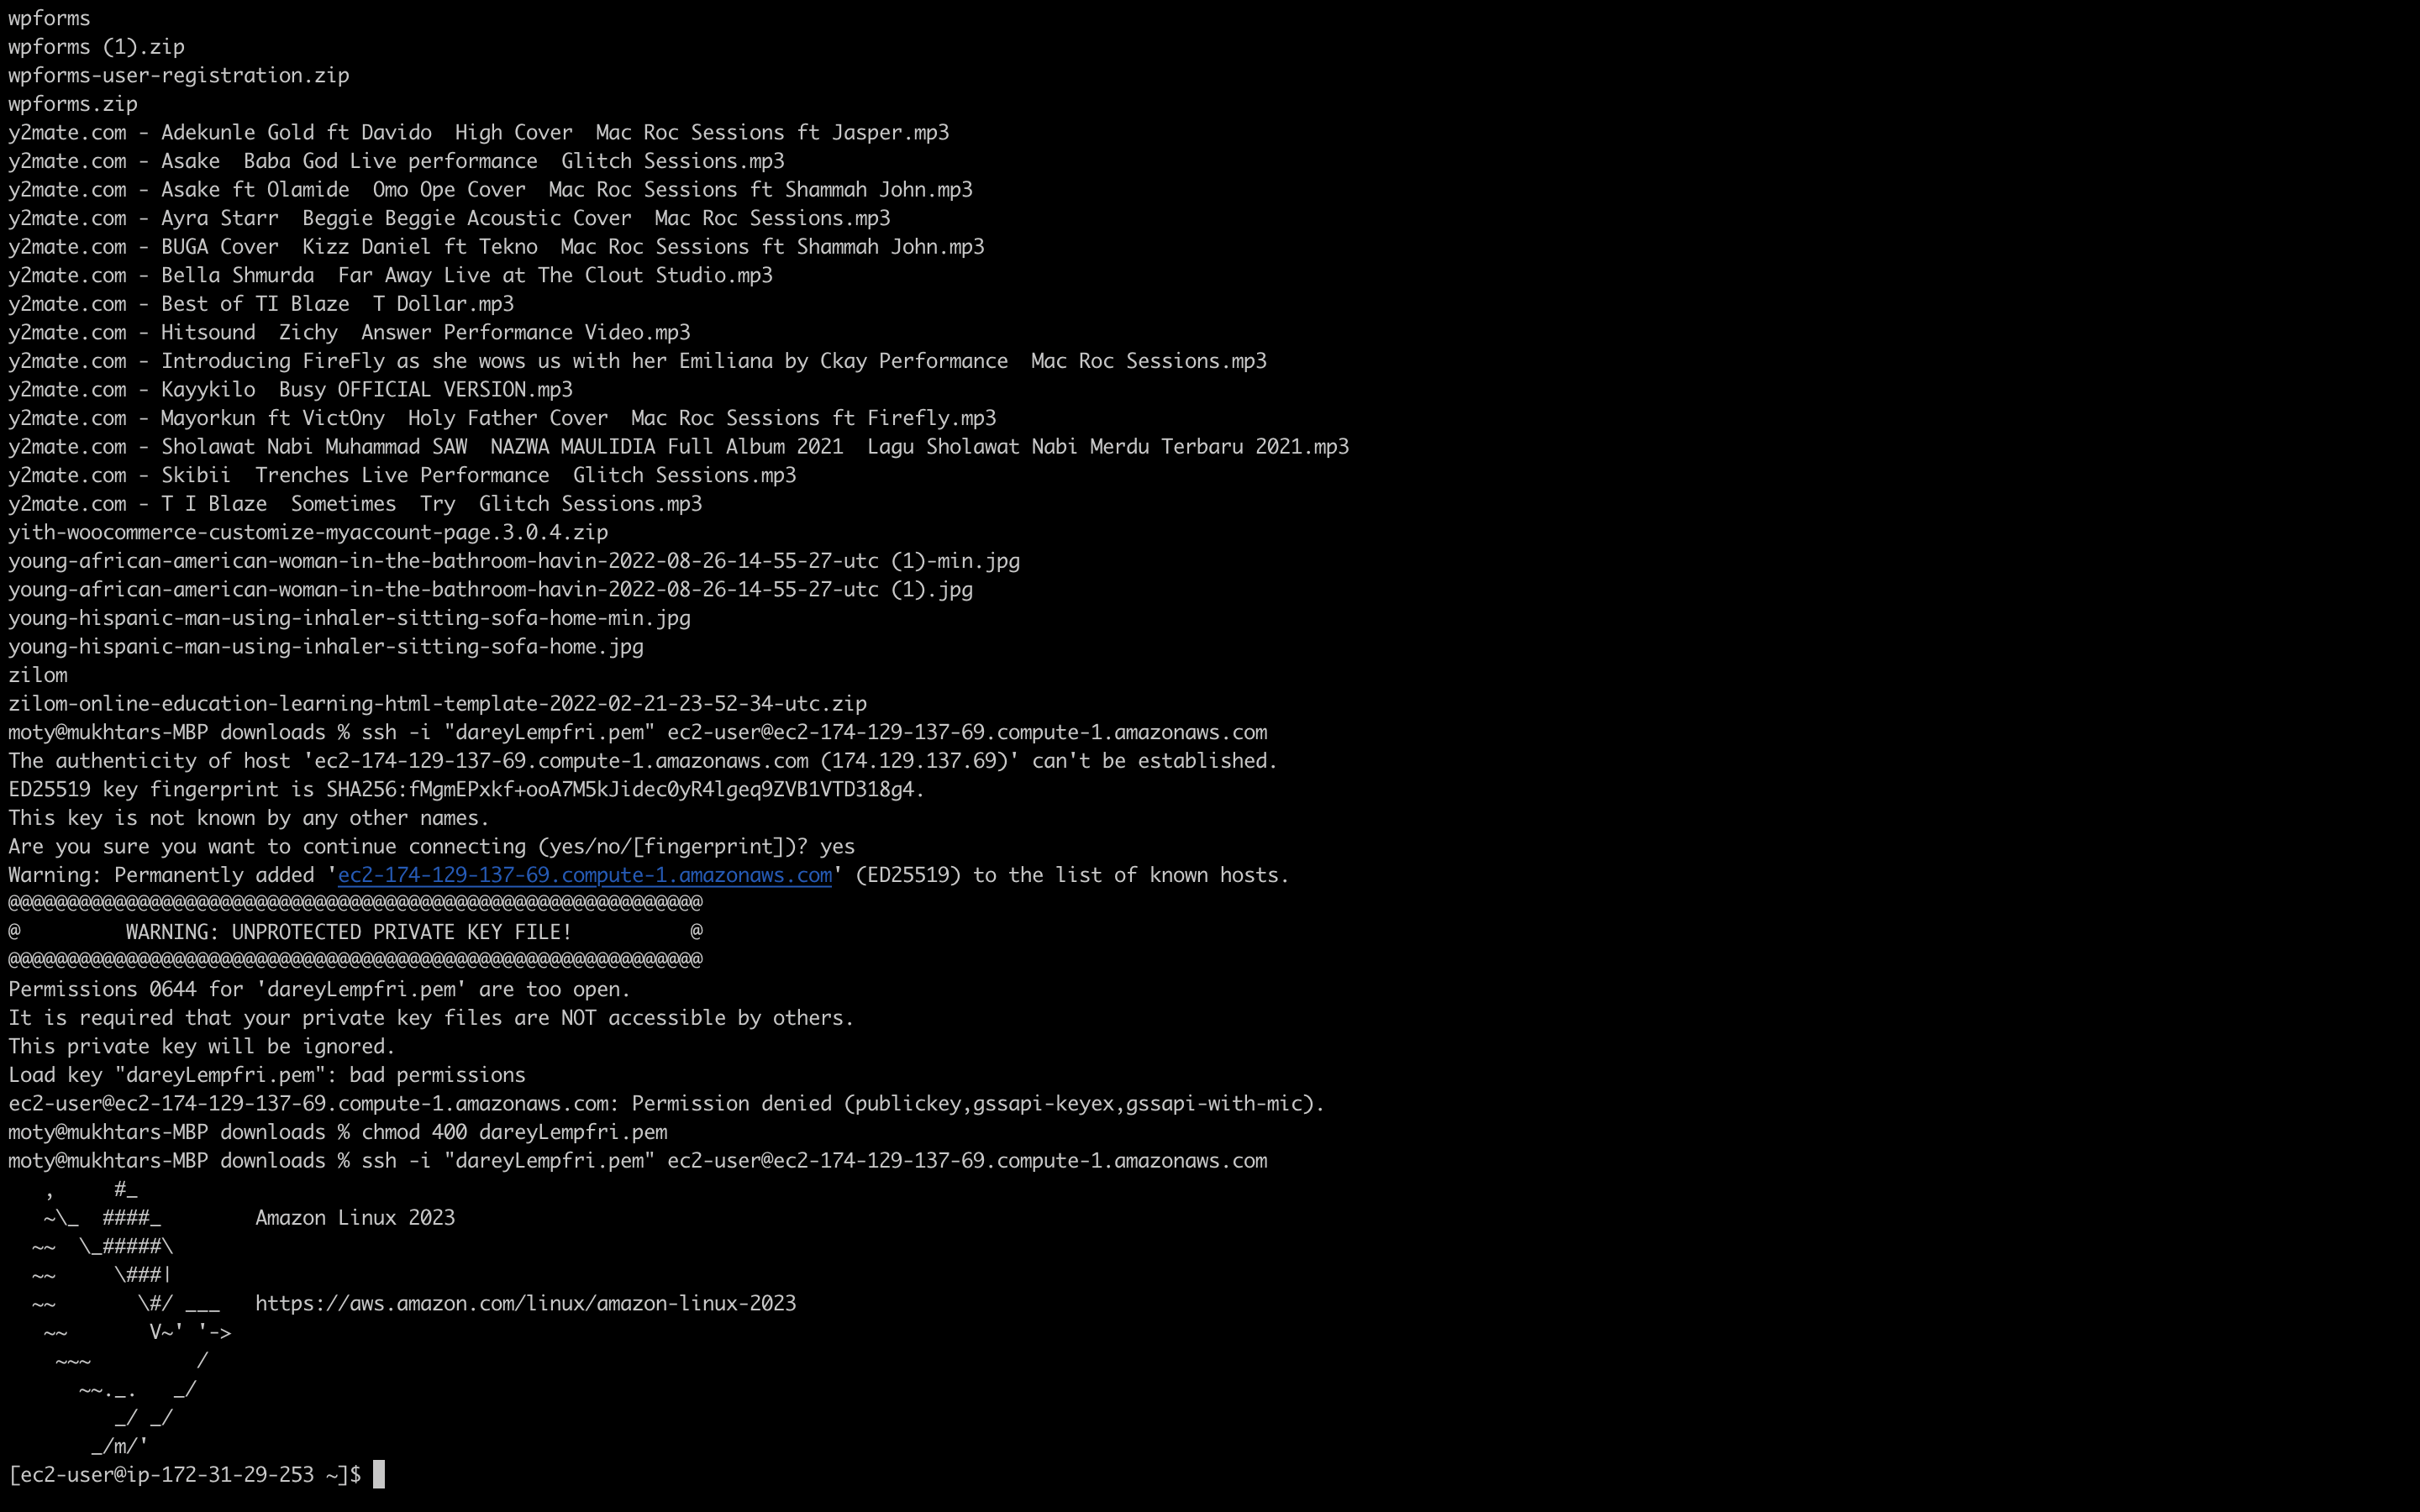 wpforms
wpforms (1).zip
wpforms-user-registration.zip
wpforms.zip
y2mate.com - Adekunle Gold ft Davido  High Cover  Mac Roc Sessions ft Jasper.mp3
y2mate.com - Asake  Baba God Live performance  Glitch Sessions.mp3
y2mate.com - Asake ft Olamide  Omo Ope Cover  Mac Roc Sessions ft Shammah John.mp3
y2mate.com - Ayra Starr  Beggie Beggie Acoustic Cover  Mac Roc Sessions.mp3
y2mate.com - BUGA Cover  Kizz Daniel ft Tekno  Mac Roc Sessions ft Shammah John.mp3
y2mate.com - Bella Shmurda  Far Away Live at The Clout Studio.mp3
y2mate.com - Best of TI Blaze  T Dollar.mp3
y2mate.com - Hitsound  Zichy  Answer Performance Video.mp3
y2mate.com - Introducing FireFly as she wows us with her Emiliana by Ckay Performance  Mac Roc Sessions.mp3
y2mate.com - Kayykilo  Busy OFFICIAL VERSION.mp3
y2mate.com - Mayorkun ft VictOny  Holy Father Cover  Mac Roc Sessions ft Firefly.mp3
y2mate.com - Sholawat Nabi Muhammad SAW  NAZWA MAULIDIA Full Album 2021  Lagu Sholawat Nabi Merdu Terbaru 2021.mp3
y2mate.com - Skibii  Trenches Live Performance  Glitch Sessions.mp3
y2mate.com - T I Blaze  Sometimes  Try  Glitch Sessions.mp3
yith-woocommerce-customize-myaccount-page.3.0.4.zip
young-african-american-woman-in-the-bathroom-havin-2022-08-26-14-55-27-utc (1)-min.jpg
young-african-american-woman-in-the-bathroom-havin-2022-08-26-14-55-27-utc (1).jpg
young-hispanic-man-using-inhaler-sitting-sofa-home-min.jpg
young-hispanic-man-using-inhaler-sitting-sofa-home.jpg
zilom
zilom-online-education-learning-html-template-2022-02-21-23-52-34-utc.zip
moty@mukhtars-MBP downloads % ssh -i "dareyLempfri.pem" ec2-user@ec2-174-129-137-69.compute-1.amazonaws.com
The authenticity of host 'ec2-174-129-137-69.compute-1.amazonaws.com (174.129.137.69)' can't be established.
ED25519 key fingerprint is SHA256:fMgmEPxkf+ooA7M5kJidec0yR4lgeq9ZVB1VTD318g4.
This key is not known by any other names.
Are you sure you want to continue connecting (yes/no/[fingerprint])? yes
Warning: Permanently added 'ec2-174-129-137-69.compute-1.amazonaws.com' (ED25519) to the list of known hosts.
@@@@@@@@@@@@@@@@@@@@@@@@@@@@@@@@@@@@@@@@@@@@@@@@@@@@@@@@@@@
@         WARNING: UNPROTECTED PRIVATE KEY FILE!          @
@@@@@@@@@@@@@@@@@@@@@@@@@@@@@@@@@@@@@@@@@@@@@@@@@@@@@@@@@@@
Permissions 0644 for 'dareyLempfri.pem' are too open.
It is required that your private key files are NOT accessible by others.
This private key will be ignored.
Load key "dareyLempfri.pem": bad permissions
ec2-user@ec2-174-129-137-69.compute-1.amazonaws.com: Permission denied (publickey,gssapi-keyex,gssapi-with-mic).
moty@mukhtars-MBP downloads % chmod 400 dareyLempfri.pem
moty@mukhtars-MBP downloads % ssh -i "dareyLempfri.pem" ec2-user@ec2-174-129-137-69.compute-1.amazonaws.com
   ,     #_
   ~\_  ####_        Amazon Linux 2023
  ~~  \_#####\
  ~~     \###|
  ~~       \#/ ___   https://aws.amazon.com/linux/amazon-linux-2023
   ~~       V~' '->
    ~~~         /
      ~~._.   _/
         _/ _/
       _/m/'
[ec2-user@ip-172-31-29-253 ~]$